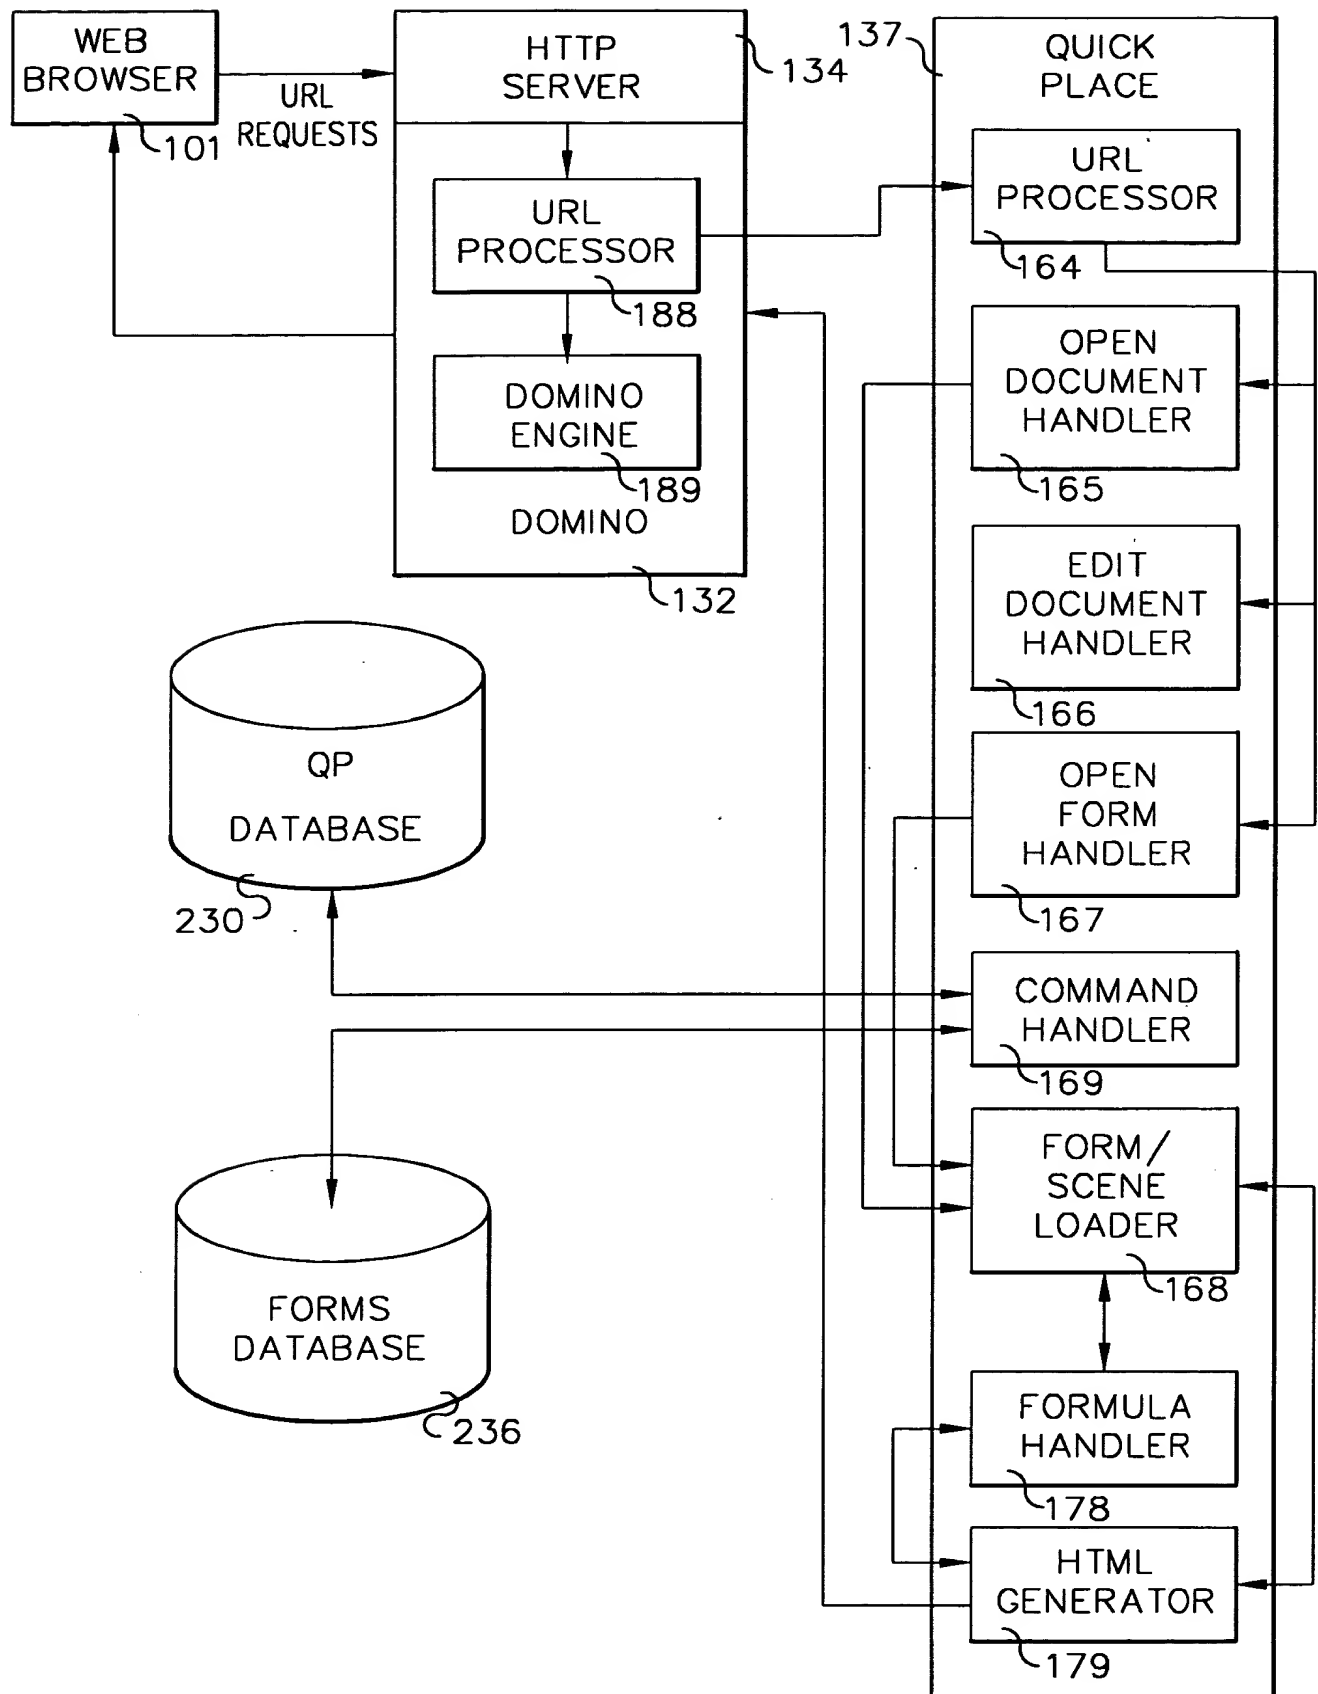 WEB
BROWSER
101
URL
REQUESTS
HTTP
SERVER
134
URL
PROCESSOR
188
DOMINO
ENGINE
189
DOMINO
132
137
QUICK
PLACE
URL
PROCESSOR
164
OPEN
DOCUMENT
HANDLER
165
EDIT
DOCUMENT
HANDLER
166
OPEN
FORM
HANDLER
167
COMMAND
HANDLER
169
FORM/
SCENE
LOADER
168
FORMULA
HANDLER
178
HTML
GENERATOR
179
QP
DATABASE
230
FORMS
DATABASE
236